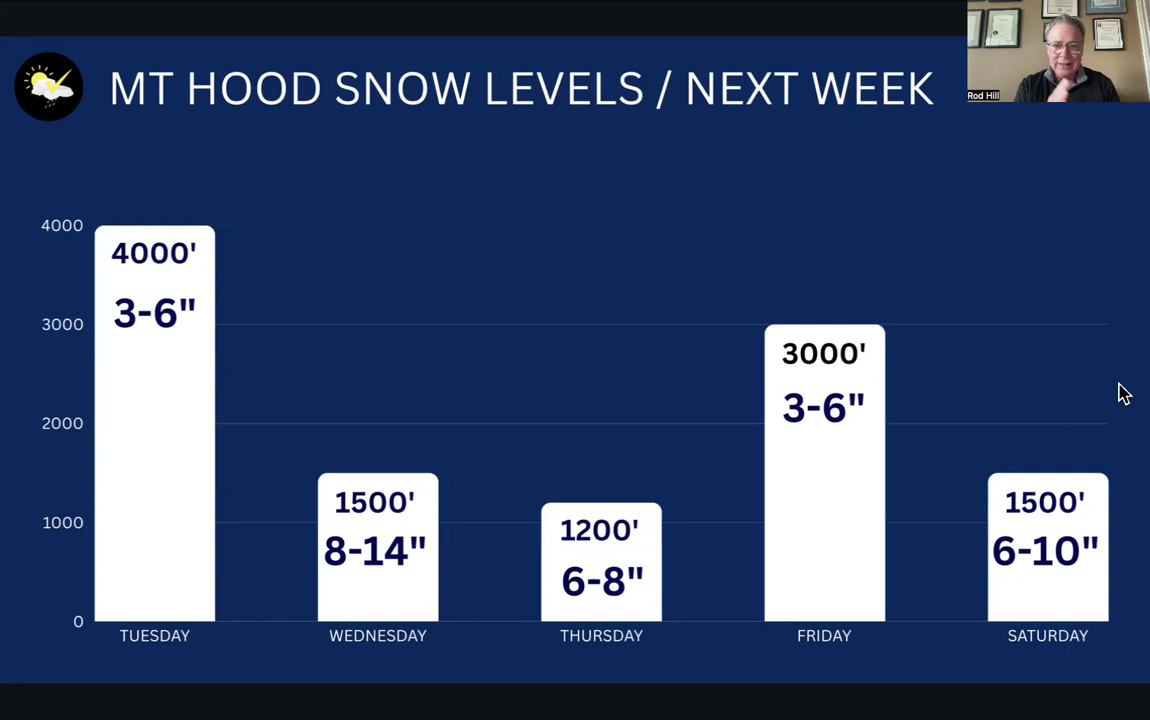 MT HOOD SNOW LEVELS / NEXT WEEK
Rod Hill
4000
3000
2000
1000
0
4000'
3-6"
1500'
8-14"
1200'
6-8"
3000'
3-6"
1500'
6-10"
TUESDAY
WEDNESDAY
THURSDAY
FRIDAY
SATURDAY